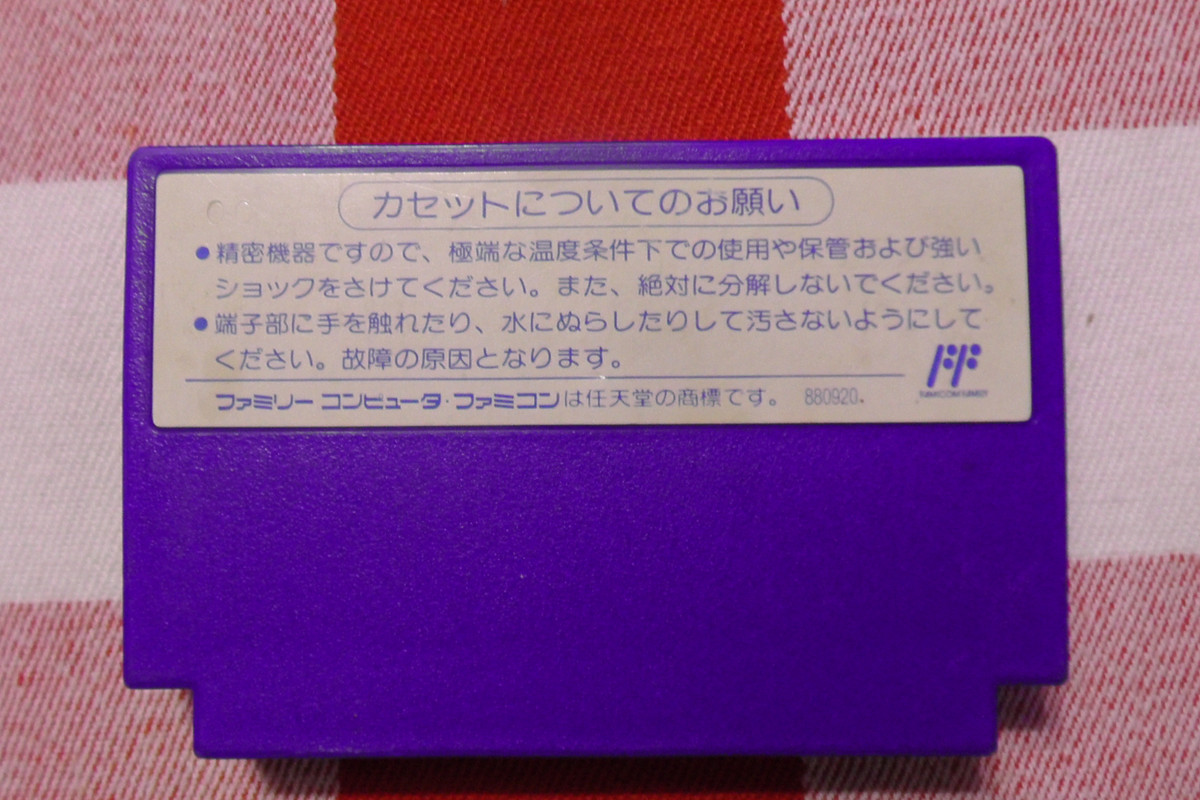 カセットについてのお願い
●精密機器ですので、極端な温度条件下での使用や保管および強い
ショックをさけてください。また、絶対に分解しないでください。
●端子部に手を触れたり、水にぬらしたりして汚さないようにして
ください。故障の原因となります。
ファミリーコンピュータ・ファミコンは任天堂の商標です。 880920.
FF
FAMICOM FAMILY